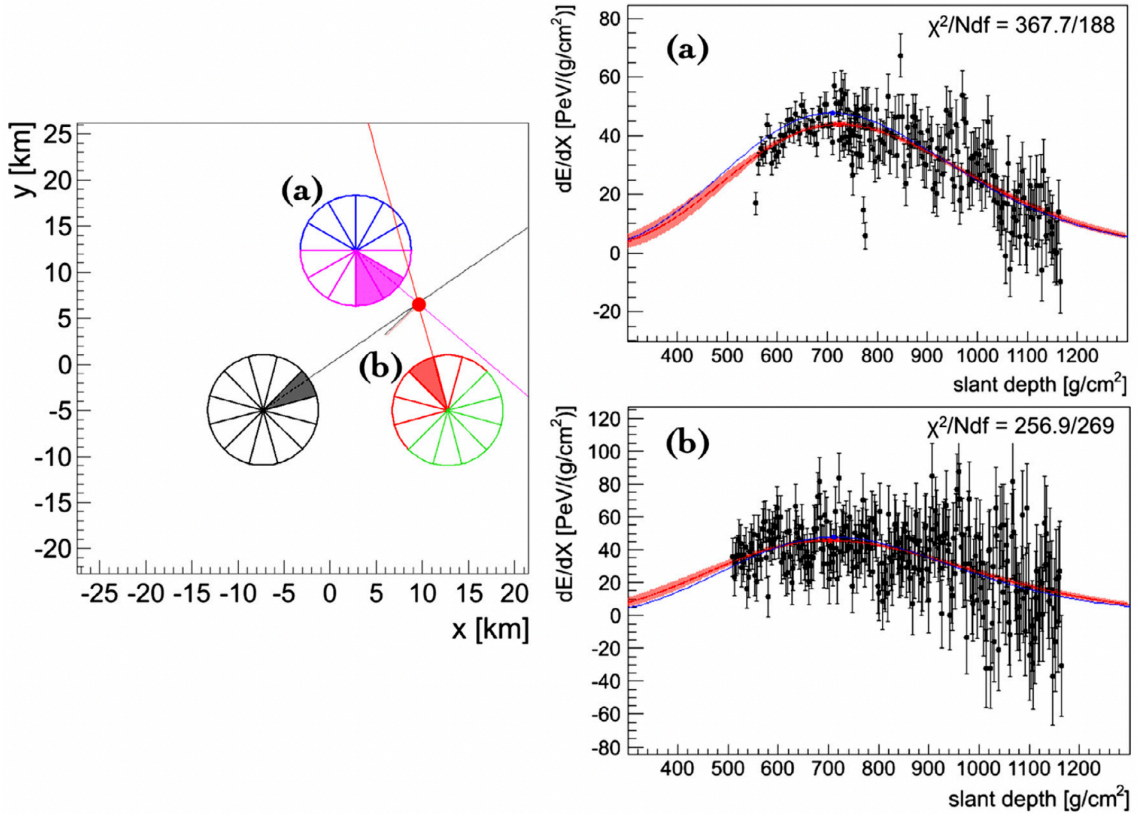 y [km]
25
20
15
10
5
0
-5
-10
-15
-20
(a)
(b)
-25 -20 -15 -10 -5 0 5 10 15 20
x [km]
dE/dX [PeV/(g/cm²)]
(a)
χ²/Ndf = 367.7/188
80
60
40
20
0
-20
400 500 600 700 800 900 1000 1100 1200
slant depth [g/cm²]
dE/dX [PeV/(g/cm²)]
(b)
χ²/Ndf = 256.9/269
120
100
80
60
40
20
0
-20
-40
-60
-80
400 500 600 700 800 900 1000 1100 1200
slant depth [g/cm²]